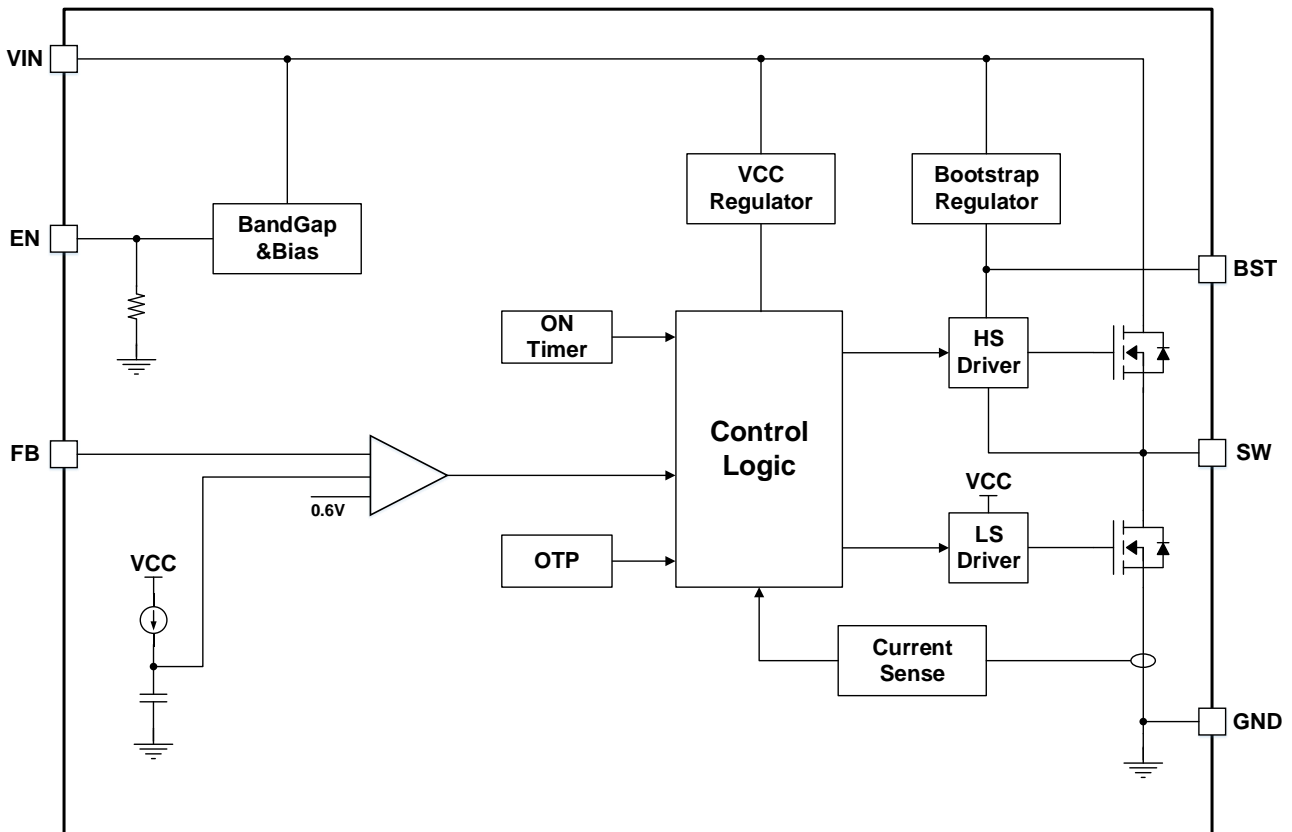 VIN
VCC
Regulator
Bootstrap
Regulator
BandGap
&Bias
EN
BST
ON
Timer
HS
Driver
Control
Logic
FB
SW
0.6V
VCC
LS
Driver
OTP
VCC
Current
Sense
GND